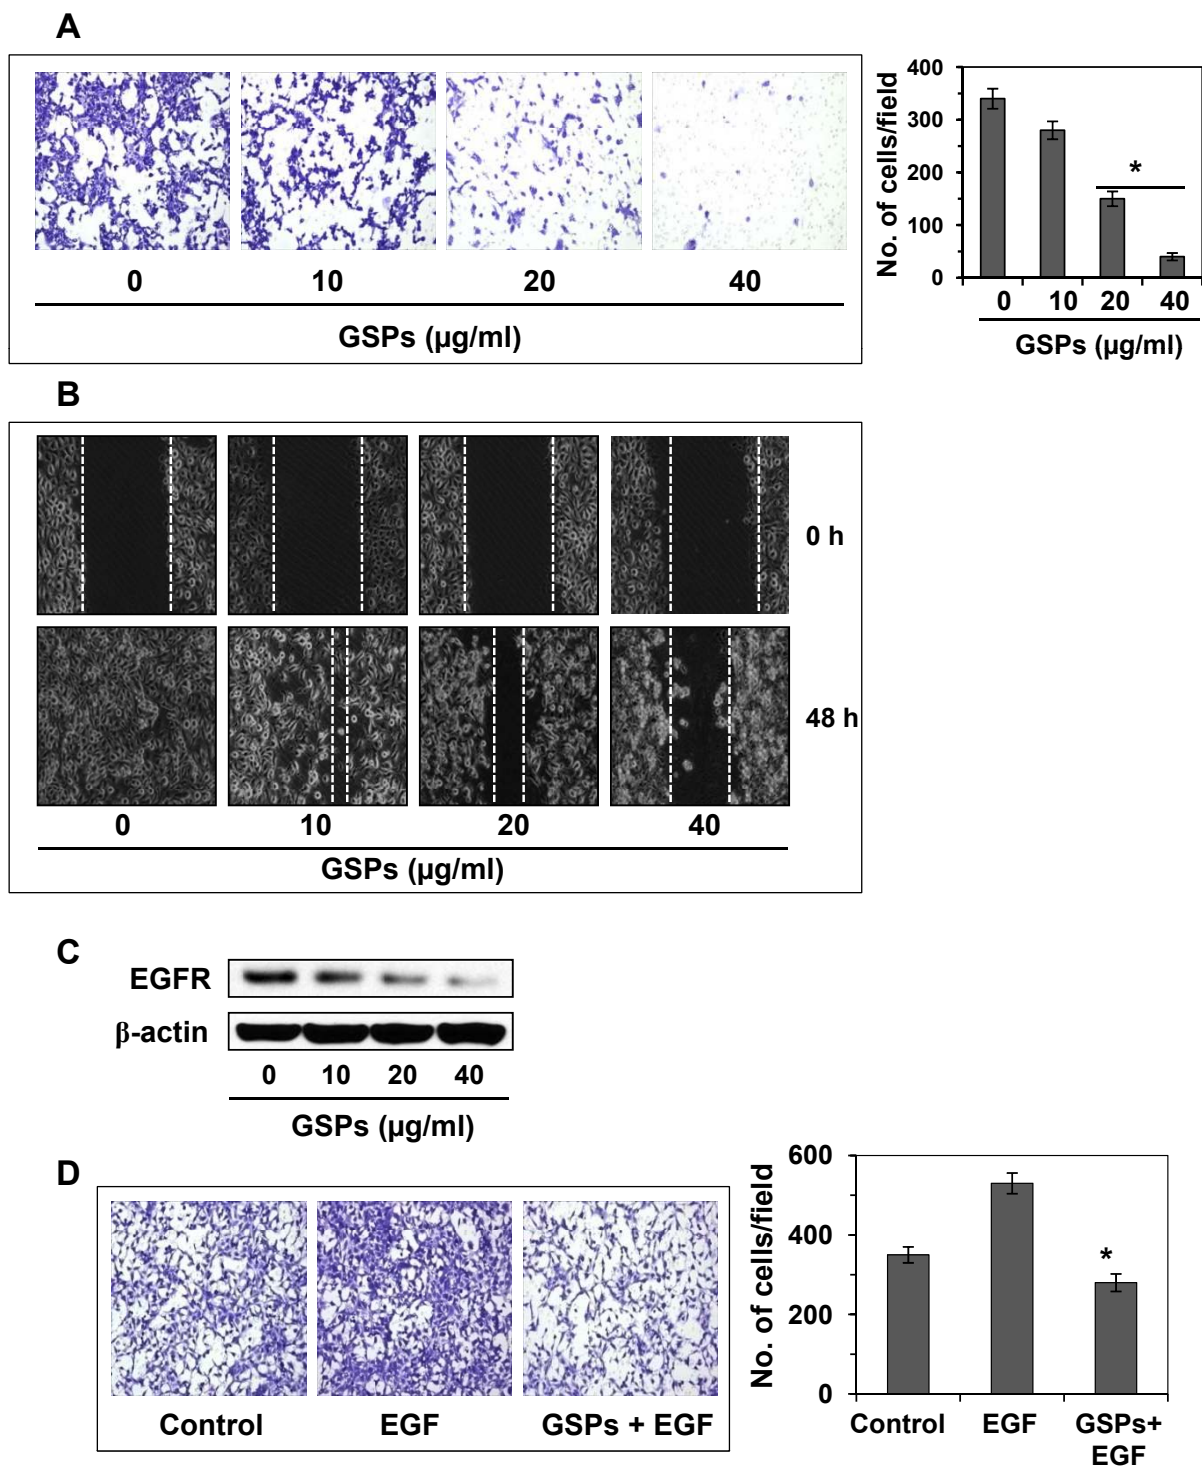 A
0 10 20 40
GSPs (µg/ml)
No. of cells/field
400
300
200
100
0
*
0 10 20 40
GSPs (µg/ml)
B
0 h
48 h
0 10 20 40
GSPs (µg/ml)
C
EGFR
β-actin
0 10 20 40
GSPs (µg/ml)
D
Control EGF GSPs + EGF
No. of cells/field
600
400
200
0
*
Control EGF GSPs+
EGF